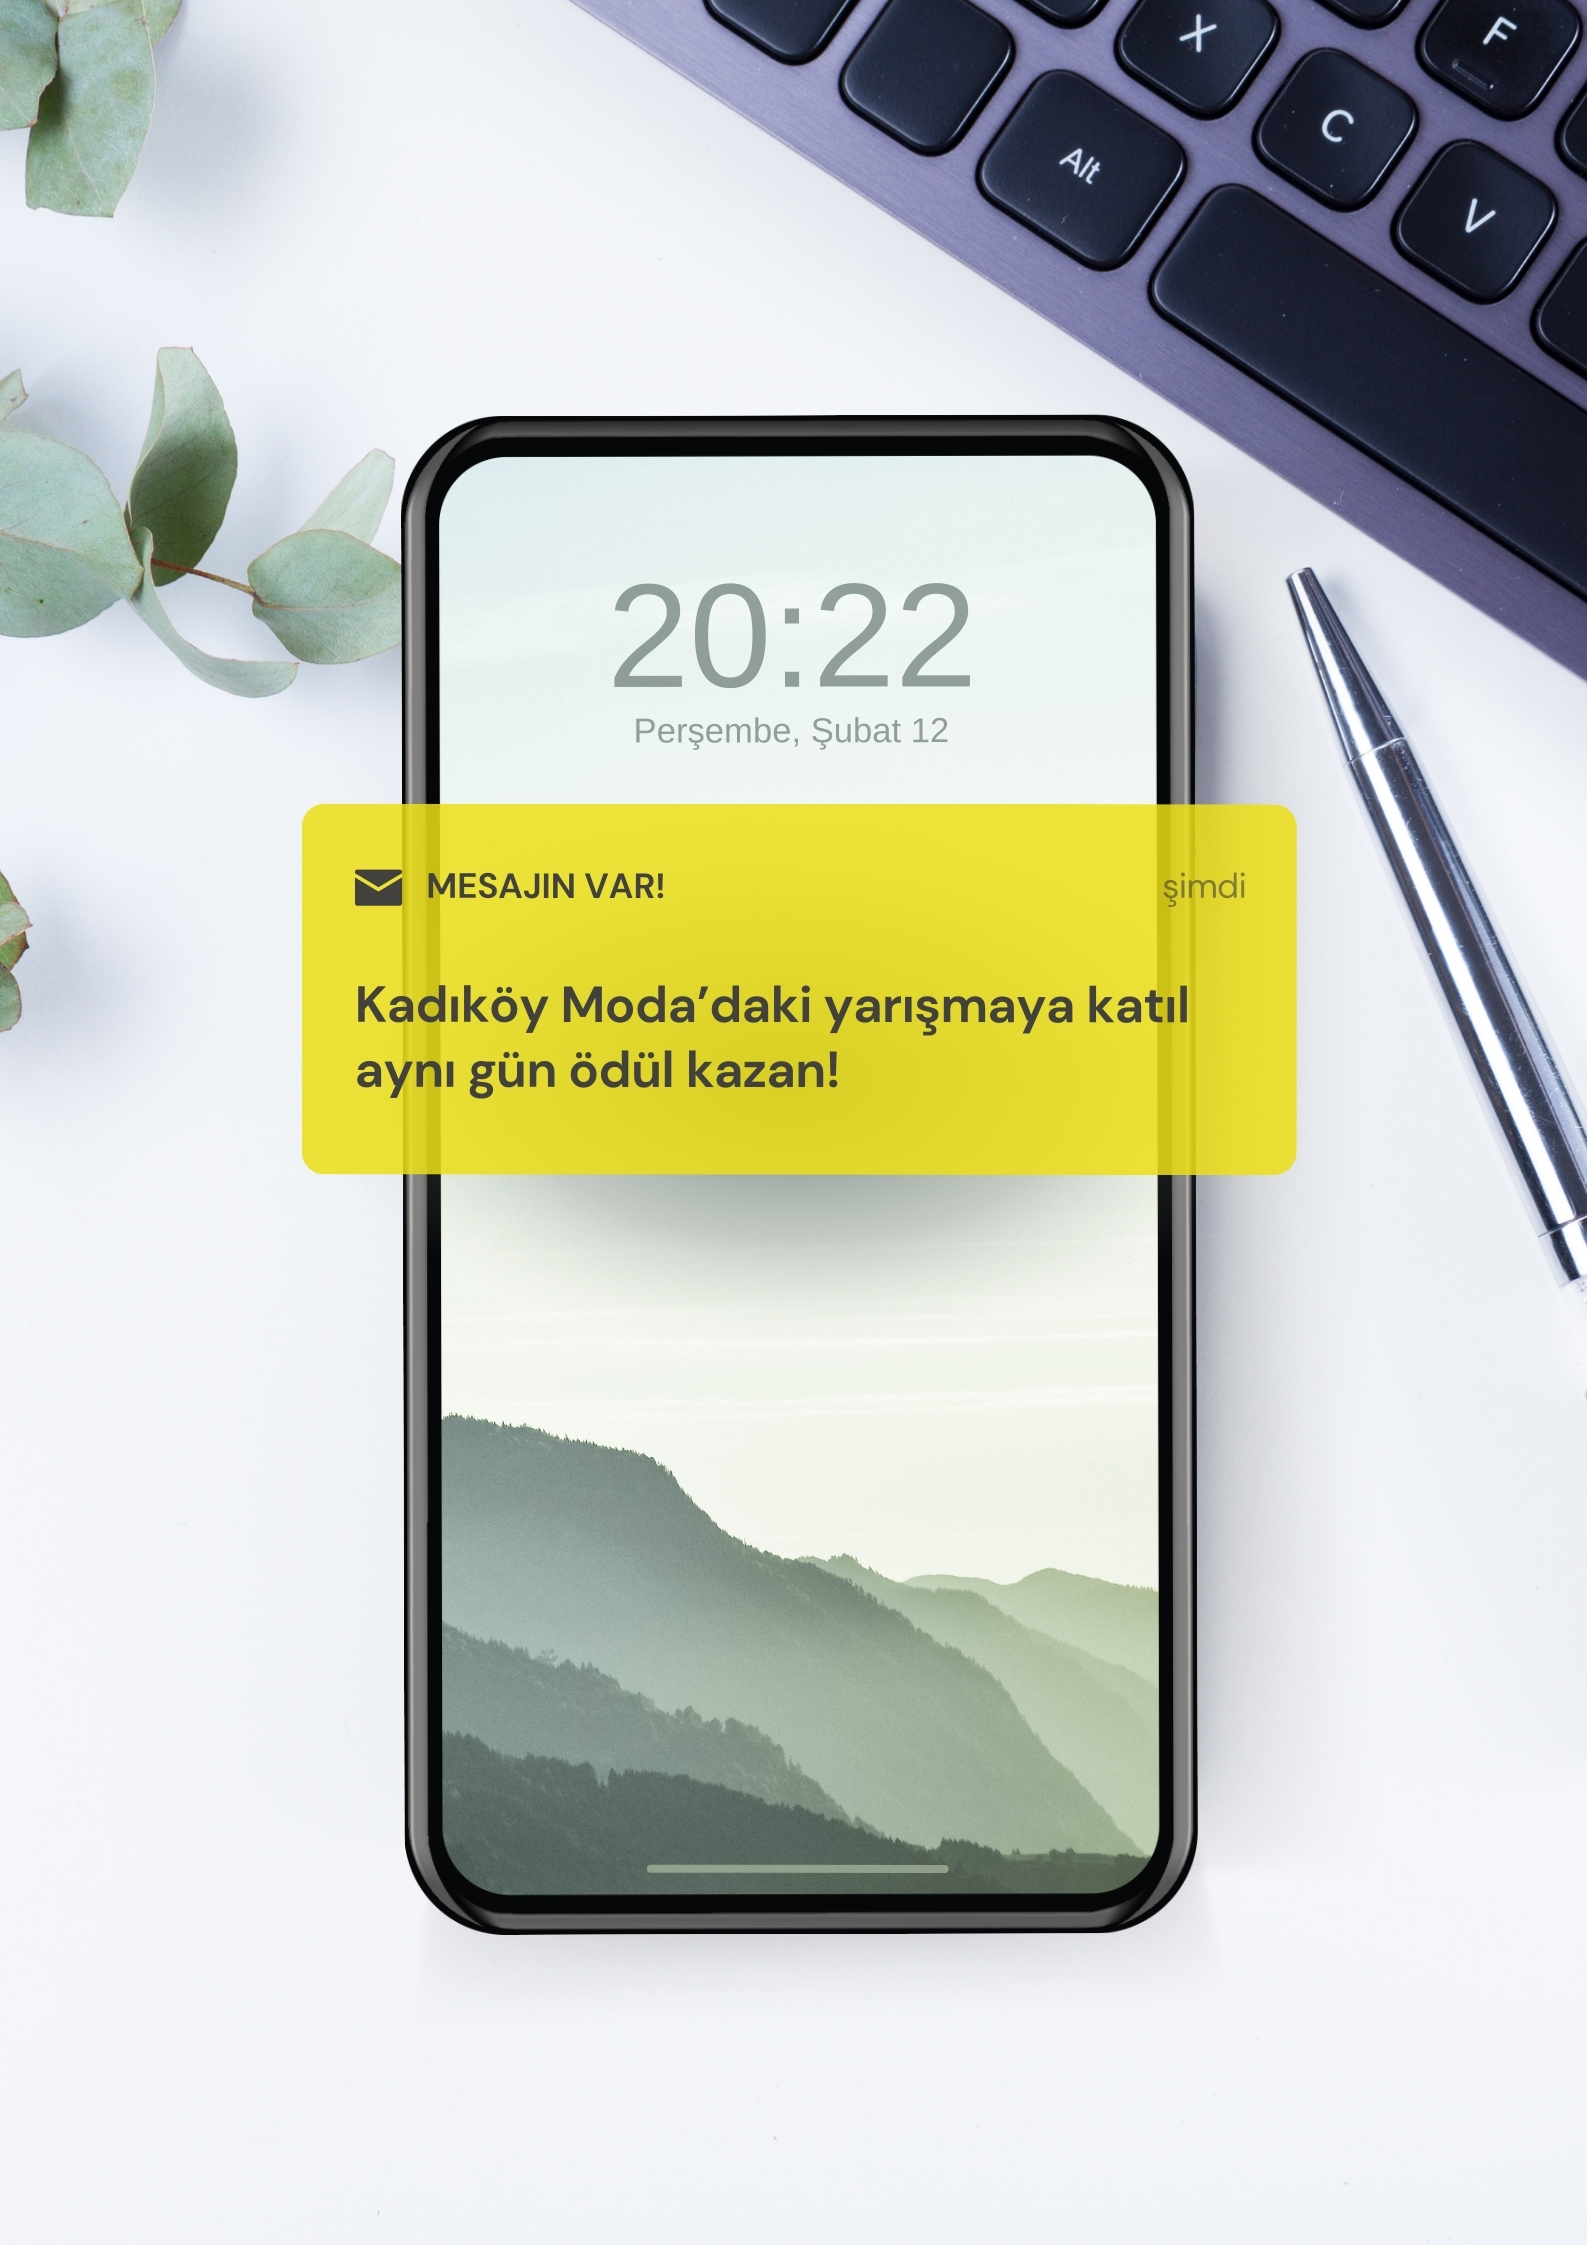 X
F
C
Alt
V
20:22
Perşembe, Şubat 12
MESAJIN VAR!
şimdi
Kadıköy Moda’daki yarışmaya katıl
aynı gün ödül kazan!